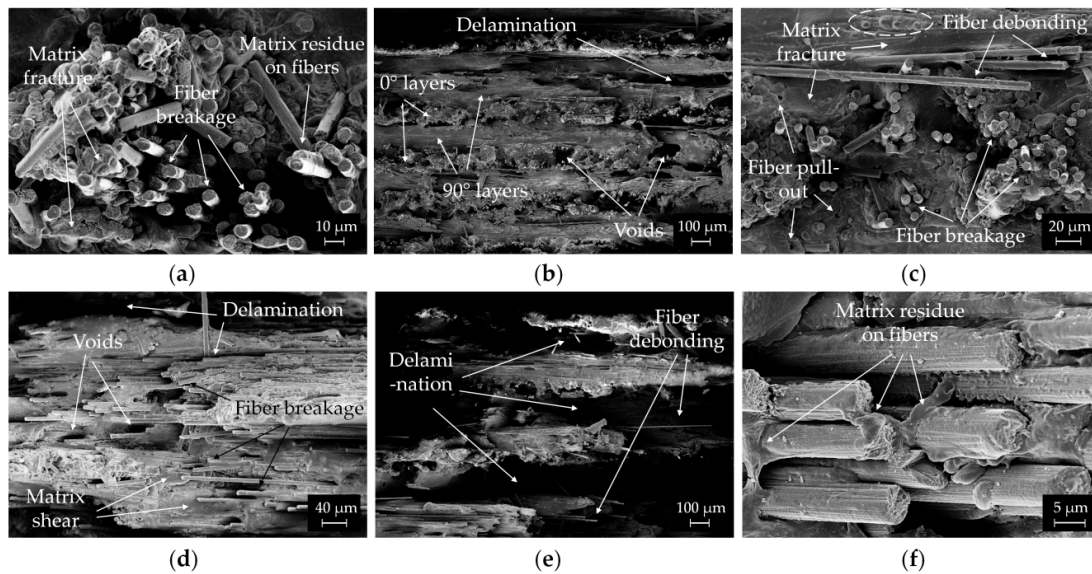 Matrix
fracture
Matrix residue
on fibers
Fiber
breakage
10 µm
(a)
Delamination
0° layers
90° layers
Voids
100 µm
(b)
Matrix
fracture
Fiber debonding
Fiber pull-
out
Fiber breakage
20 µm
(c)
Delamination
Voids
Fiber breakage
Matrix
shear
40 µm
(d)
Fiber
debonding
Delami
-nation
100 µm
(e)
Matrix residue
on fibers
5 µm
(f)